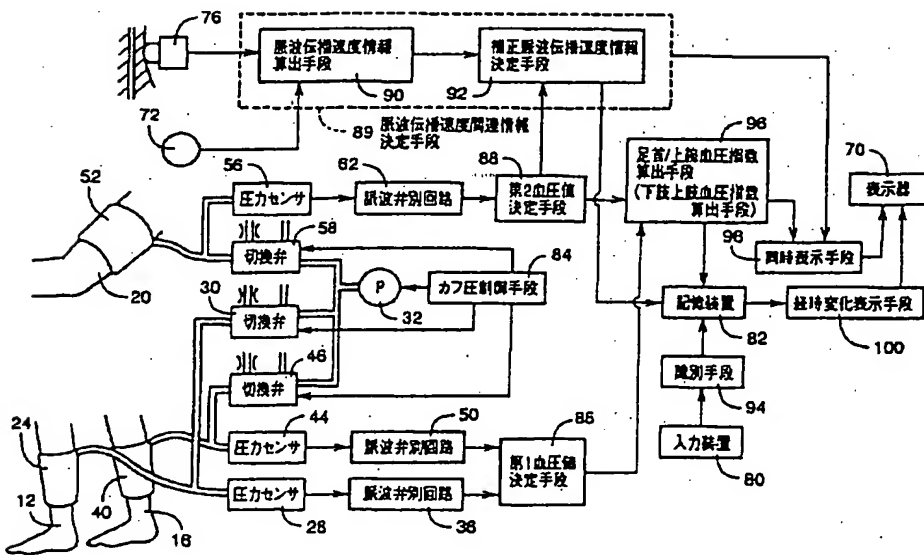 76
脈波伝播速度情報
算出手段
90
補正脈波伝播速度情報
決定手段
92
72
89
脈波伝播速度関連情報
決定手段
96
足首/上腕血圧指数
算出手段
(下肢上肢血圧指数
算出手段)
70
表示器
52
56
圧力センサ
62
脈波弁別回路
88
第2血圧値
決定手段
58
切換弁
84
カフ圧制御手段
98
同時表示手段
20
30
切換弁
P
32
記憶装置
82
経時変化表示手段
100
46
切換弁
識別手段
94
24
44
圧力センサ
50
脈波弁別回路
86
第1血圧値
決定手段
入力装置
80
12
40
16
圧力センサ
28
脈波弁別回路
38